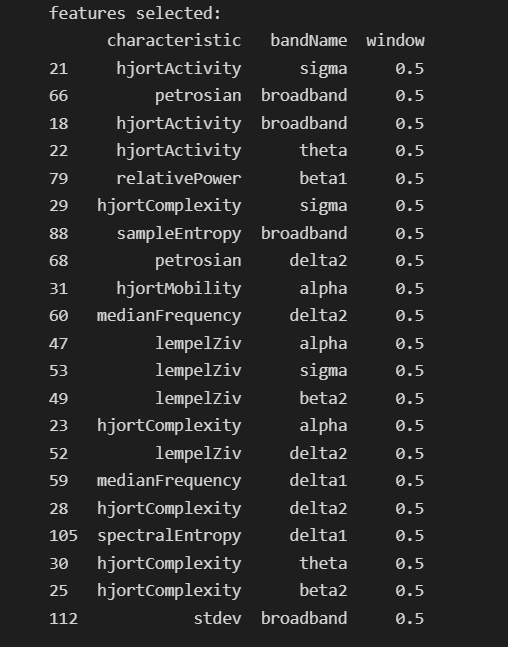 features selected:
characteristic bandName window
21 hjortActivity sigma 0.5
66 petrosian broadband 0.5
18 hjortActivity broadband 0.5
22 hjortActivity theta 0.5
79 relativePower beta1 0.5
29 hjortComplexity sigma 0.5
88 sampleEntropy broadband 0.5
68 petrosian delta2 0.5
31 hjortMobility alpha 0.5
60 medianFrequency delta2 0.5
47 lempelZiv alpha 0.5
53 lempelZiv sigma 0.5
49 lempelZiv beta2 0.5
23 hjortComplexity alpha 0.5
52 lempelZiv delta2 0.5
59 medianFrequency delta1 0.5
28 hjortComplexity delta2 0.5
105 spectralEntropy delta1 0.5
30 hjortComplexity theta 0.5
25 hjortComplexity beta2 0.5
112 stdev broadband 0.5